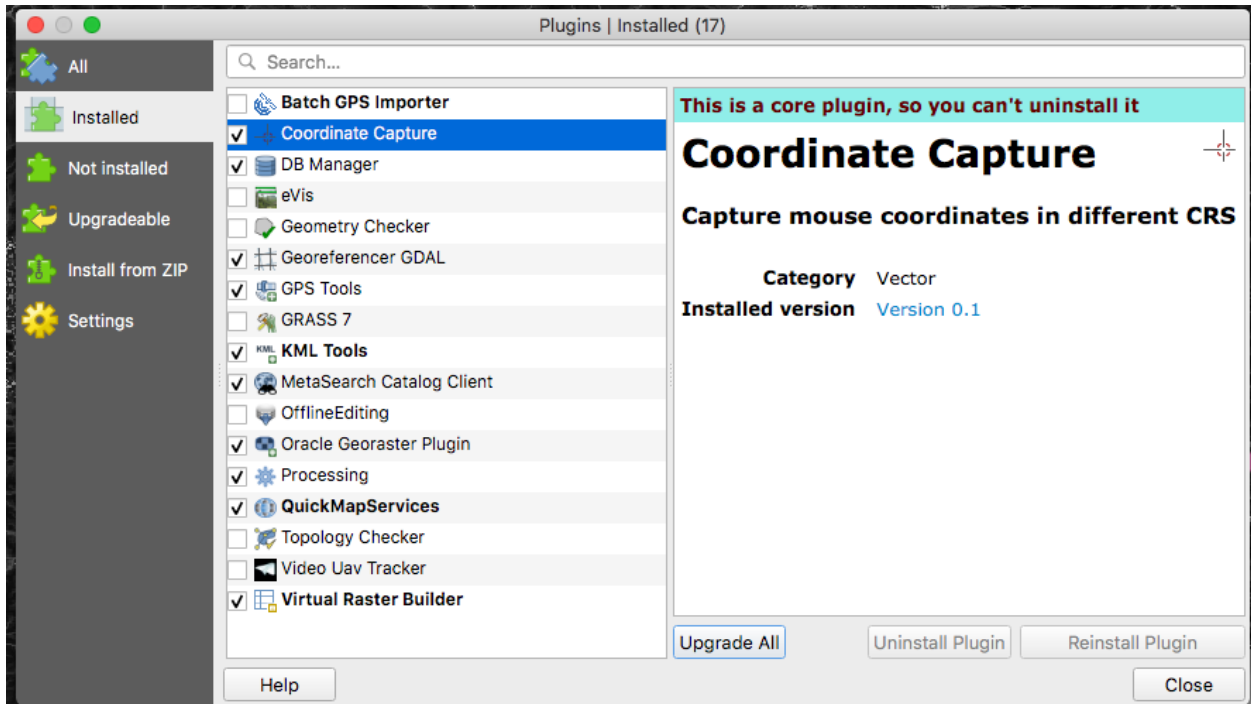 Plugins | Installed (17)
All
Installed
Not installed
Upgradeable
Install from ZIP
Settings
Search...
Batch GPS Importer
Coordinate Capture
DB Manager
eVis
Geometry Checker
Georeferencer GDAL
GPS Tools
GRASS 7
KML KML Tools
MetaSearch Catalog Client
OfflineEditing
Oracle Georaster Plugin
Processing
QuickMapServices
Topology Checker
Video Uav Tracker
Virtual Raster Builder
This is a core plugin, so you can't uninstall it
Coordinate Capture
Capture mouse coordinates in different CRS
Category Vector
Installed version Version 0.1
Upgrade All Uninstall Plugin Reinstall Plugin
Help Close